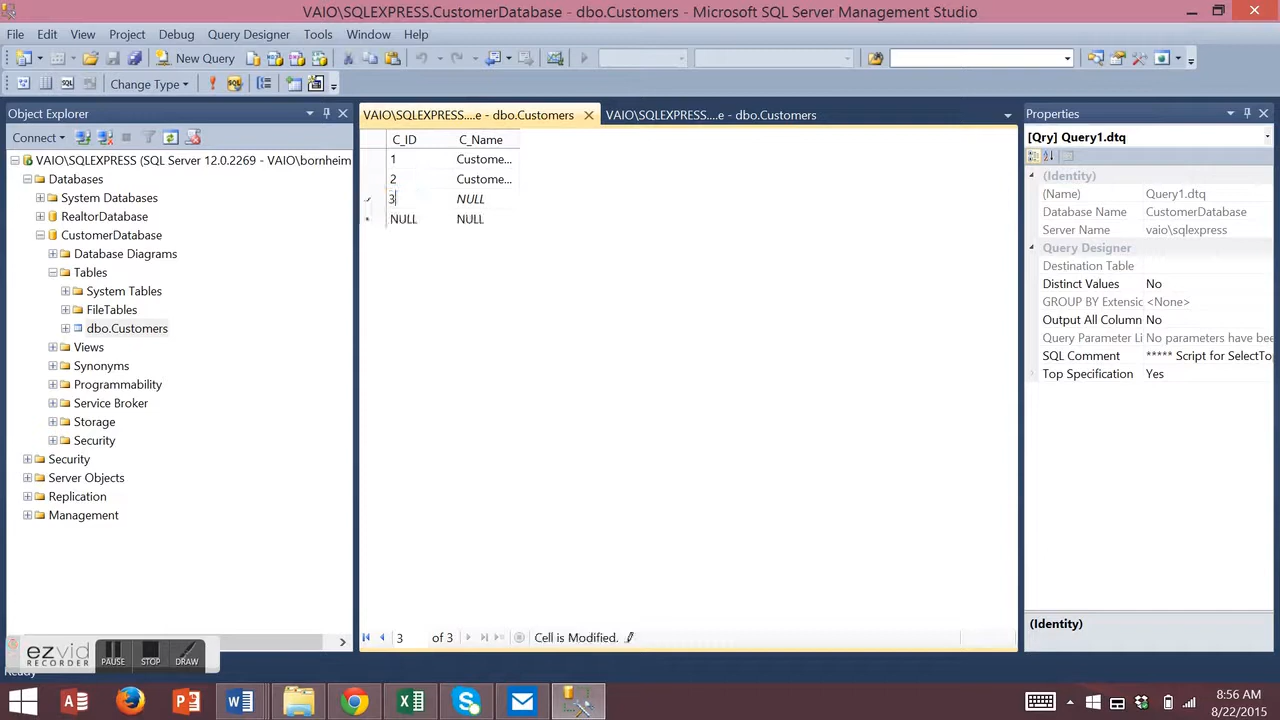 VAIO\SQLEXPRESS.CustomerDatabase - dbo.Customers - Microsoft SQL Server Management Studio
File Edit View Project Debug Query Designer Tools Window Help
New Query
Change Type
Object Explorer
Connect
VAIO\SQLEXPRESS (SQL Server 12.0.2269 - VAIO\bornheim
Databases
System Databases
RealtorDatabase
CustomerDatabase
Database Diagrams
Tables
System Tables
FileTables
dbo.Customers
Views
Synonyms
Programmability
Service Broker
Storage
Security
Security
Server Objects
Replication
Management
VAIO\SQLEXPRESS....e - dbo.Customers VAIO\SQLEXPRESS....e - dbo.Customers
C_ID C_Name
1 Custome...
2 Custome...
3 NULL
NULL NULL
3 of 3 Cell is Modified.
Properties
[Qry] Query1.dtq
(Identity)
(Name) Query1.dtq
Database Name CustomerDatabase
Server Name vaio\sqlexpress
Query Designer
Destination Table
Distinct Values No
GROUP BY Extensic <None>
Output All Column No
Query Parameter Li No parameters have beer
SQL Comment ***** Script for SelectTo
Top Specification Yes
(Identity)
ezvid
RECORDER
PAUSE STOP DRAW
Ready
8:56 AM
8/22/2015